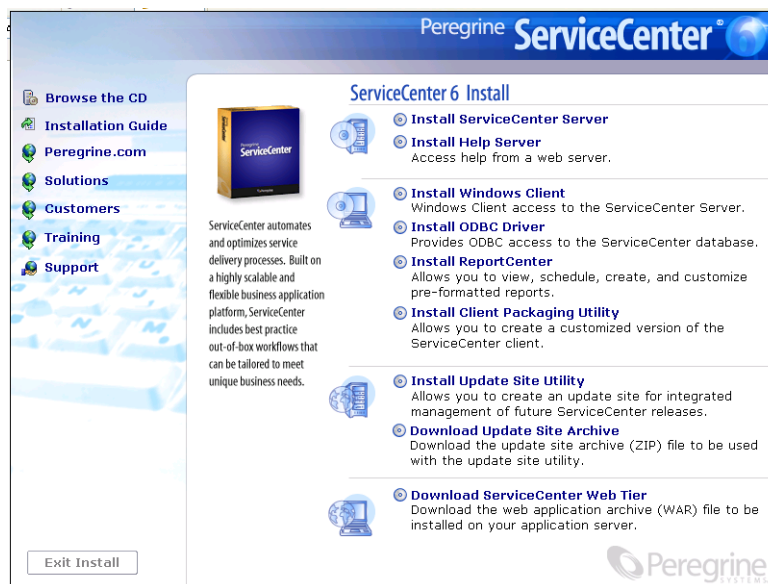 Peregrine ServiceCenter®
Browse the CD
Installation Guide
Peregrine.com
Solutions
Customers
Training
Support
Exit Install
ServiceCenter
ServiceCenter automates
and optimizes service
delivery processes. Built on
a highly scalable and
flexible business application
platform, ServiceCenter
includes best practice
out-of-box workflows that
can be tailored to meet
unique business needs.
ServiceCenter 6 Install
Install ServiceCenter Server
Install Help Server
Access help from a web server.
Install Windows Client
Windows Client access to the ServiceCenter Server.
Install ODBC Driver
Provides ODBC access to the ServiceCenter database.
Install ReportCenter
Allows you to view, schedule, create, and customize
pre-formatted reports.
Install Client Packaging Utility
Allows you to create a customized version of the
ServiceCenter client.
Install Update Site Utility
Allows you to create an update site for integrated
management of future ServiceCenter releases.
Download Update Site Archive
Download the update site archive (ZIP) file to be used
with the update site utility.
Download ServiceCenter Web Tier
Download the web application archive (WAR) file to be
installed on your application server.
Peregrine
SYSTEMS